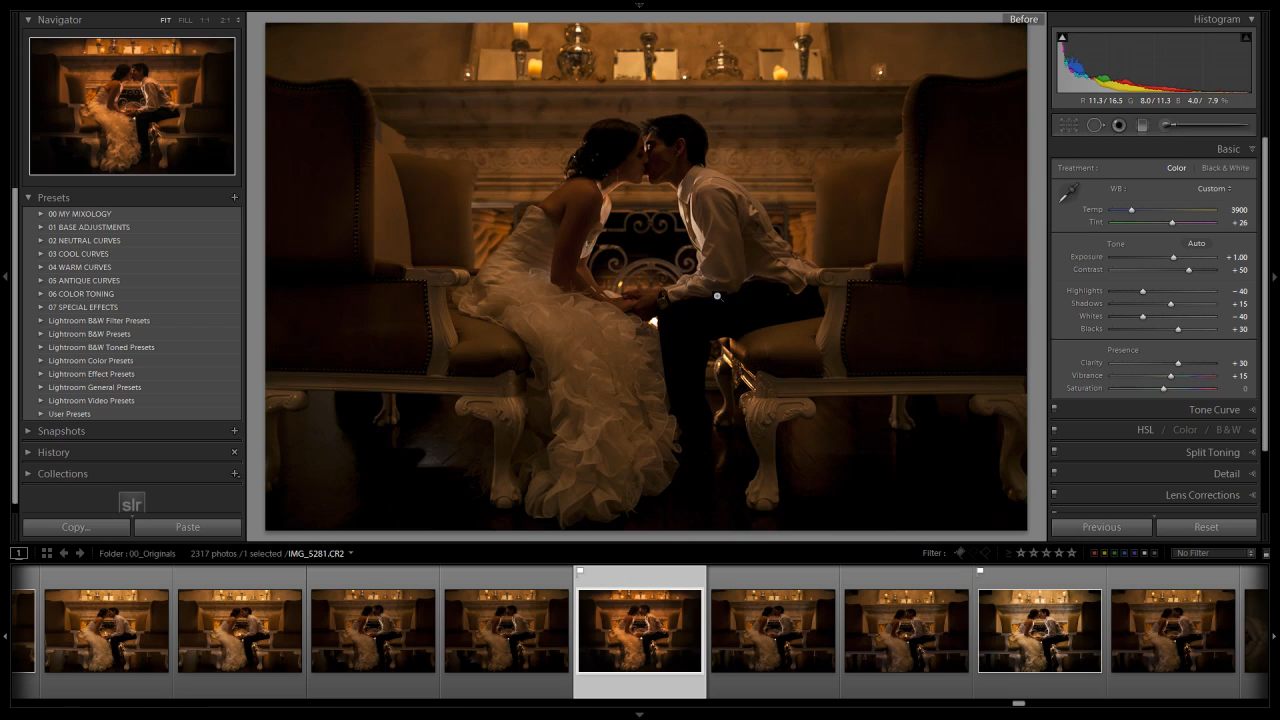 Navigator FIT FILL 1:1 2:1
Presets +
00 MY MIXOLOGY
01 BASE ADJUSTMENTS
02 NEUTRAL CURVES
03 COOL CURVES
04 WARM CURVES
05 ANTIQUE CURVES
06 COLOR TONING
07 SPECIAL EFFECTS
Lightroom B&W Filter Presets
Lightroom B&W Presets
Lightroom B&W Toned Presets
Lightroom Color Presets
Lightroom Effect Presets
Lightroom General Presets
Lightroom Video Presets
User Presets
Snapshots +
History ×
Collections +
slr
Copy... Paste
Before
Histogram
R 11.3 / 16.5 G 8.0 / 11.3 B 4.0 / 7.9 %
Basic
Treatment : Color Black & White
WB : Custom
Temp 3900
Tint + 26
Tone Auto
Exposure + 1.00
Contrast + 50
Highlights − 40
Shadows + 15
Whites − 40
Blacks + 30
Presence
Clarity + 30
Vibrance + 15
Saturation 0
Tone Curve
HSL / Color / B & W
Split Toning
Detail
Lens Corrections
Previous Reset
1 Folder : 00_Originals 2317 photos / 1 selected / IMG_5281.CR2 Filter : ≥ ★★★★★ No Filter